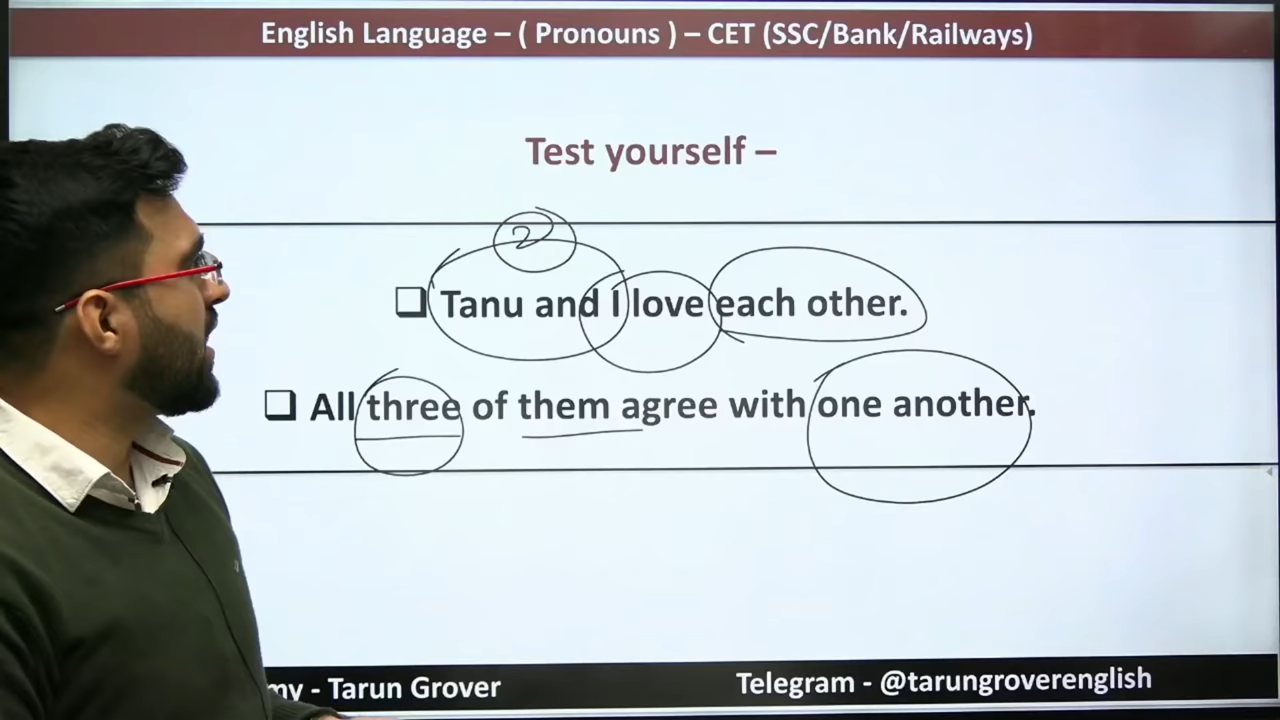 English Language – ( Pronouns ) – CET (SSC/Bank/Railways)
Test yourself –
2
❑ Tanu and I love each other.
❑ All three of them agree with one another.
- Tarun Grover
Telegram - @tarungroverenglish